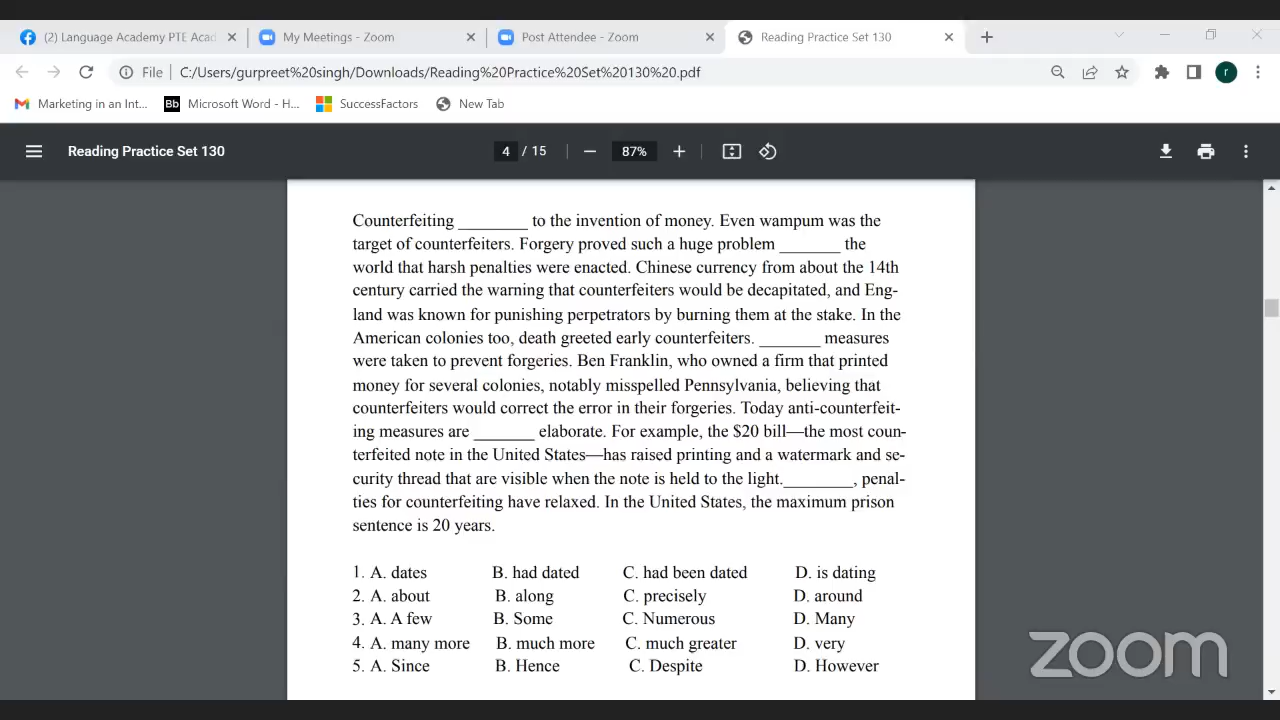 (2) Language Academy PTE Acad
My Meetings - Zoom
Post Attendee - Zoom
Reading Practice Set 130
File
C:/Users/gurpreet%20singh/Downloads/Reading%20Practice%20Set%20130%20.pdf
r
Marketing in an Int...
Bb Microsoft Word - H...
SuccessFactors
New Tab
Reading Practice Set 130
4 / 15
87%
Counterfeiting ________ to the invention of money. Even wampum was the
target of counterfeiters. Forgery proved such a huge problem _______ the
world that harsh penalties were enacted. Chinese currency from about the 14th
century carried the warning that counterfeiters would be decapitated, and Eng-
land was known for punishing perpetrators by burning them at the stake. In the
American colonies too, death greeted early counterfeiters. _______ measures
were taken to prevent forgeries. Ben Franklin, who owned a firm that printed
money for several colonies, notably misspelled Pennsylvania, believing that
counterfeiters would correct the error in their forgeries. Today anti-counterfeit-
ing measures are _______ elaborate. For example, the $20 bill—the most coun-
terfeited note in the United States—has raised printing and a watermark and se-
curity thread that are visible when the note is held to the light.________, penal-
ties for counterfeiting have relaxed. In the United States, the maximum prison
sentence is 20 years.
1. A. dates B. had dated C. had been dated D. is dating
2. A. about B. along C. precisely D. around
3. A. A few B. Some C. Numerous D. Many
4. A. many more B. much more C. much greater D. very
5. A. Since B. Hence C. Despite D. However
zoom